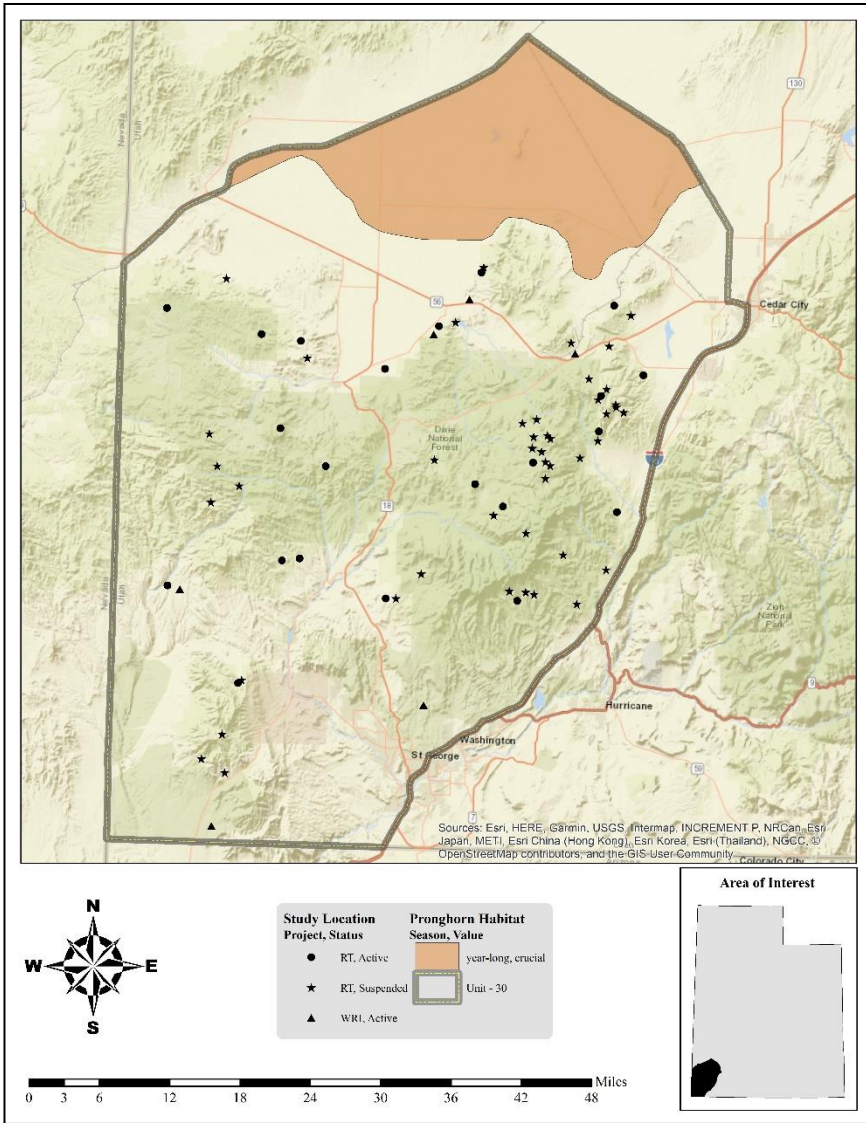 130
Nevada
Utah
56
Cedar City
Dixie
National
Forest
18
Nevada
Utah
Zion
National
Park
9
Hurricane
Washington
St George
59
7
Sources: Esri, HERE, Garmin, USGS, Intermap, INCREMENT P, NRCan, Esri
Japan, METI, Esri China (Hong Kong), Esri Korea, Esri (Thailand), NGCC, ©
OpenStreetMap contributors, and the GIS User Community
Colorado City
N
W E
S
Study Location Pronghorn Habitat
Project, Status Season, Value
RT, Active year-long, crucial
RT, Suspended Unit - 30
WRI, Active
Area of Interest
Miles
0 3 6 12 18 24 30 36 42 48